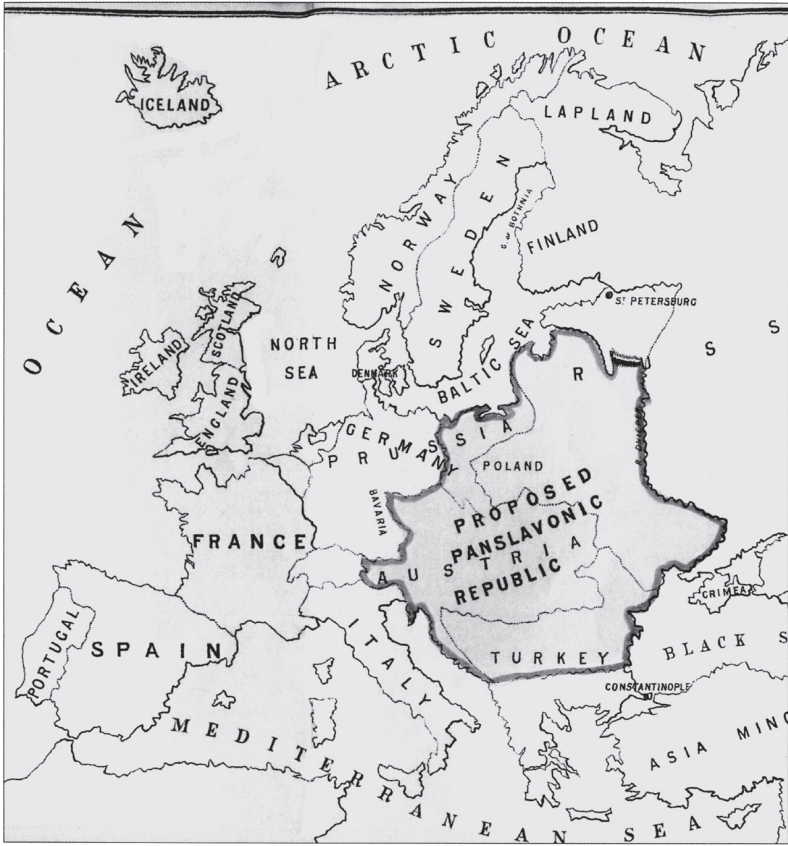 ARCTIC OCEAN
ICELAND
LAPLAND
OCEAN
NORWAY
SWEDEN
G. OF BOTHNIA
FINLAND
ST. PETERSBURG
SCOTLAND
IRELAND
ENGLAND
NORTH
SEA
DENMARK
BALTIC SEA
R
S
S
GERMANY
PRUSSIA
POLAND
R. DNIEPER
BAVARIA
PROPOSED
PANSLAVONIC
REPUBLIC
AUSTRIA
FRANCE
CRIMEA
ITALY
PORTUGAL
SPAIN
TURKEY
BLACK S
CONSTANTINOPLE
ASIA MINO
MEDITERRANEAN SEA